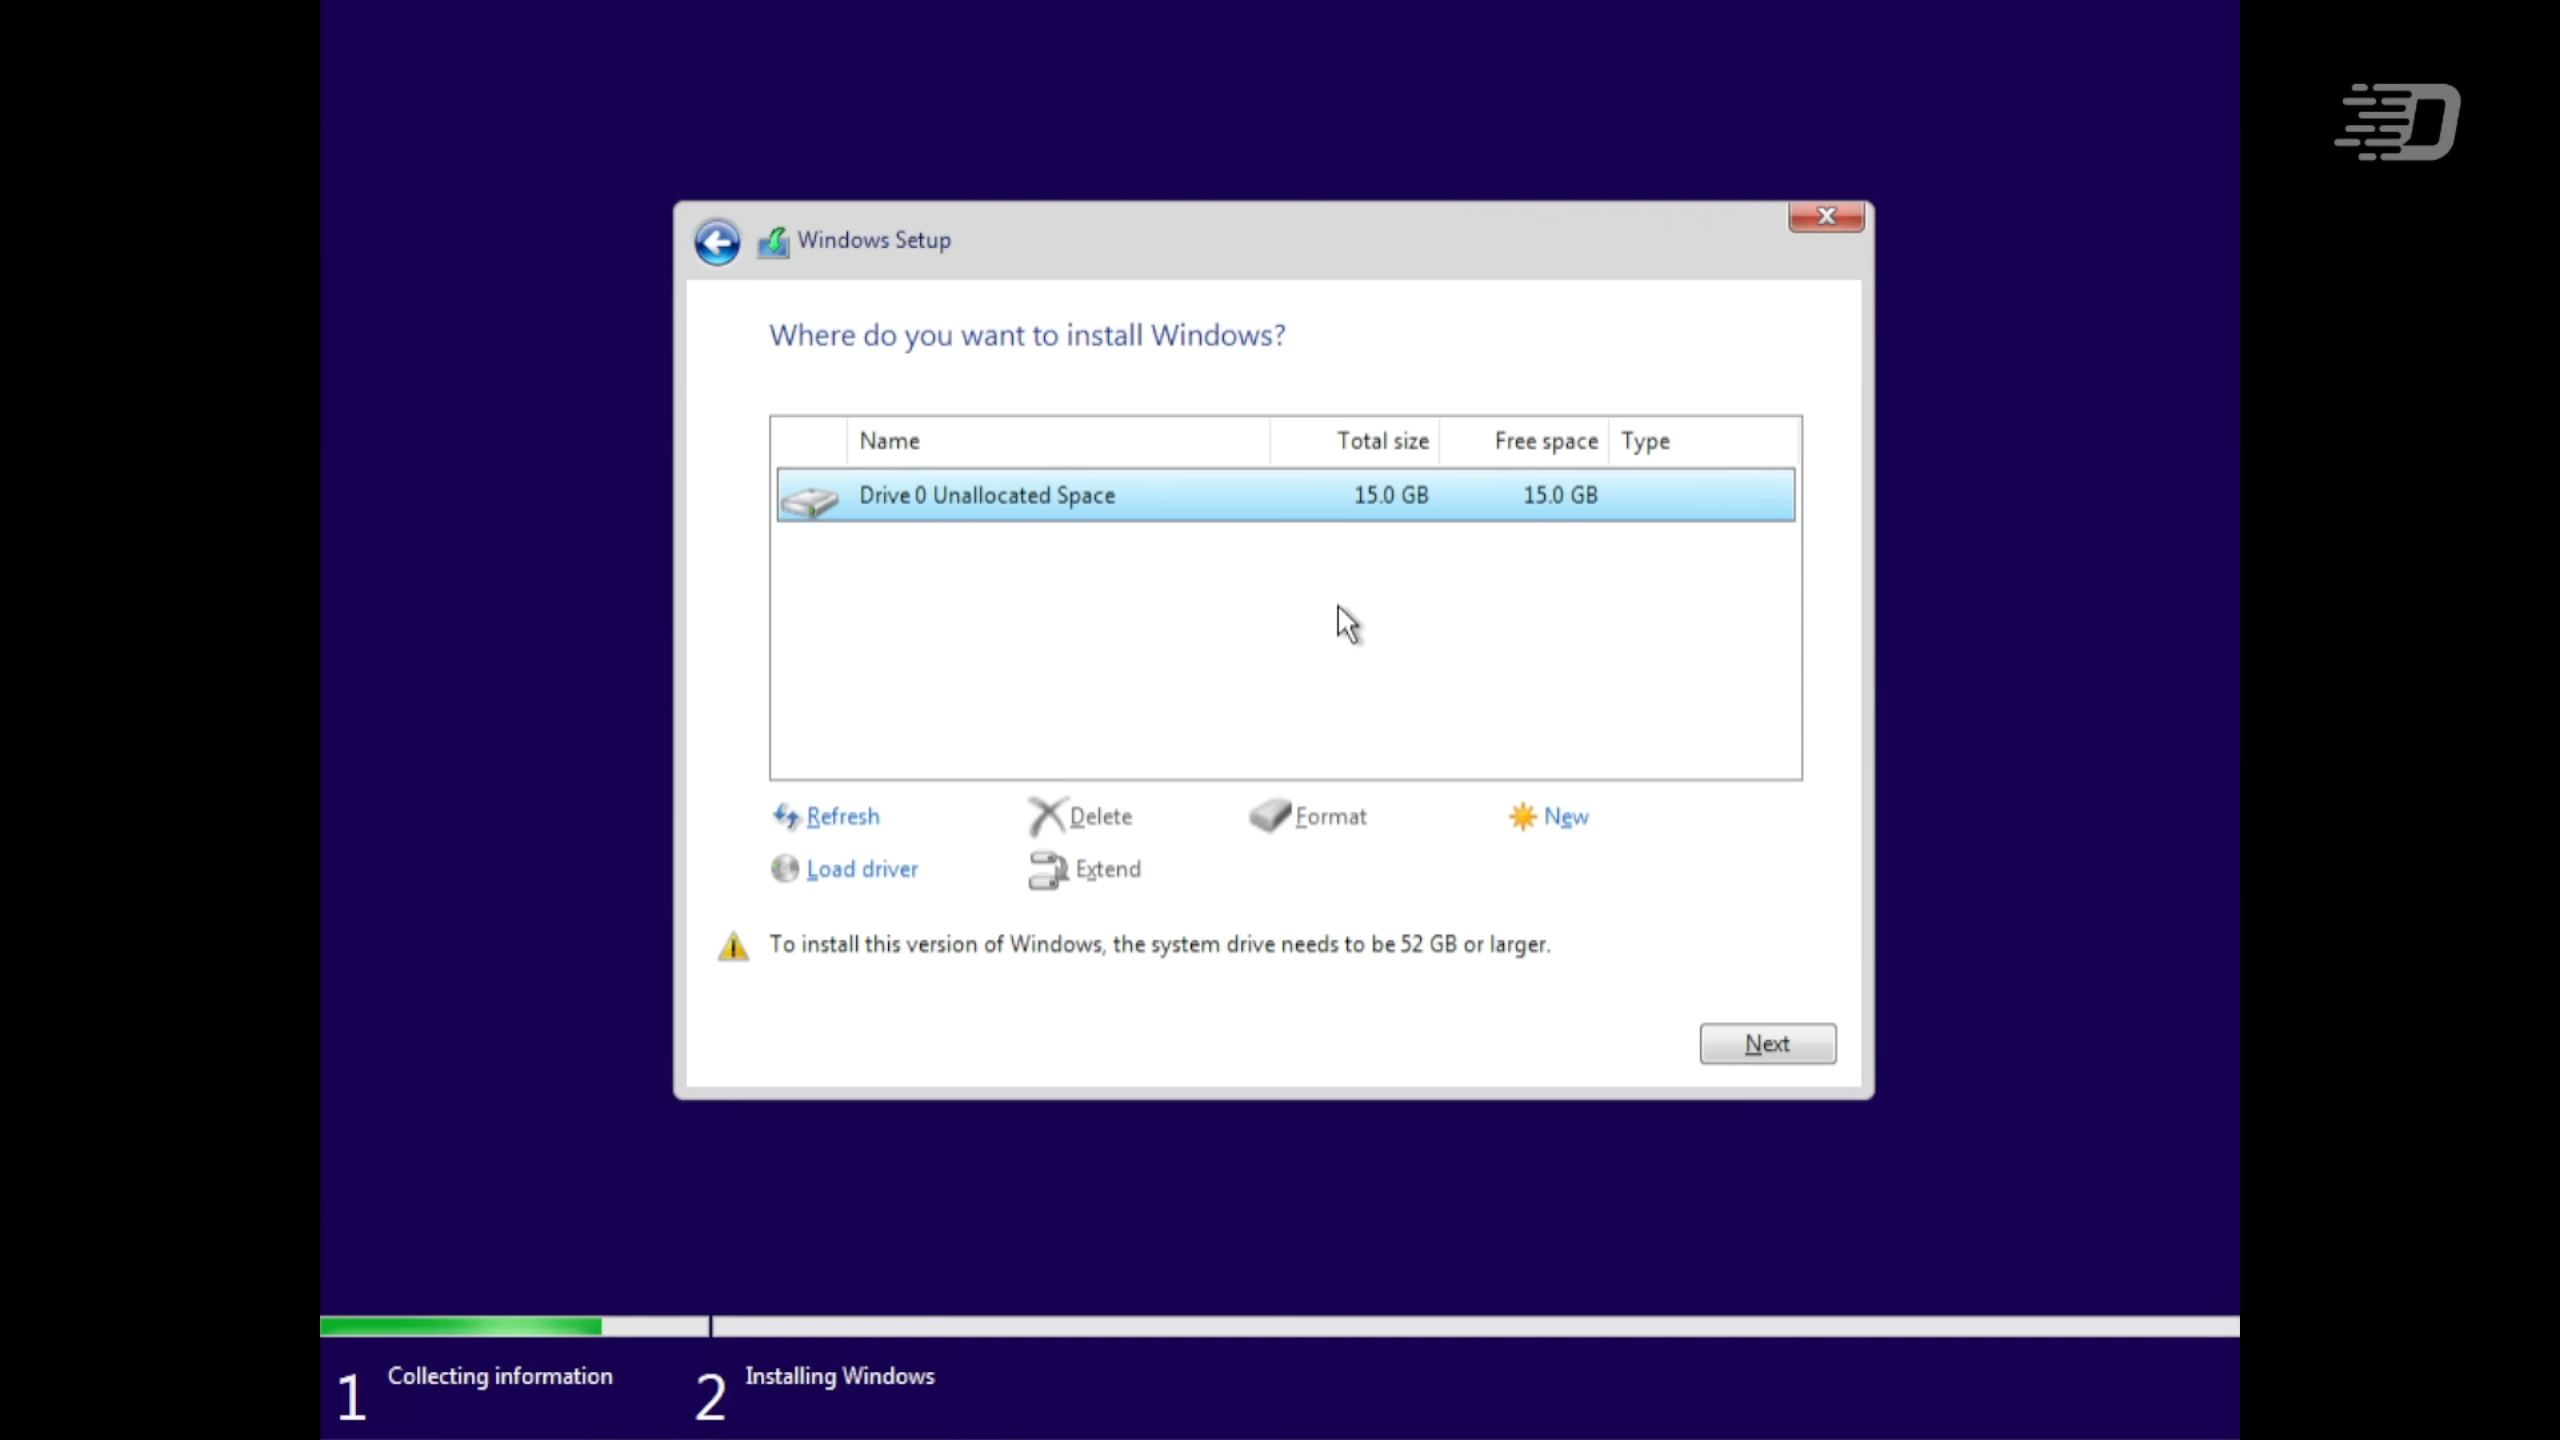 Windows Setup
Where do you want to install Windows?
Name Total size Free space Type
Drive 0 Unallocated Space 15.0 GB 15.0 GB
Refresh Delete Format New
Load driver Extend
To install this version of Windows, the system drive needs to be 52 GB or larger.
Next
1 Collecting information 2 Installing Windows